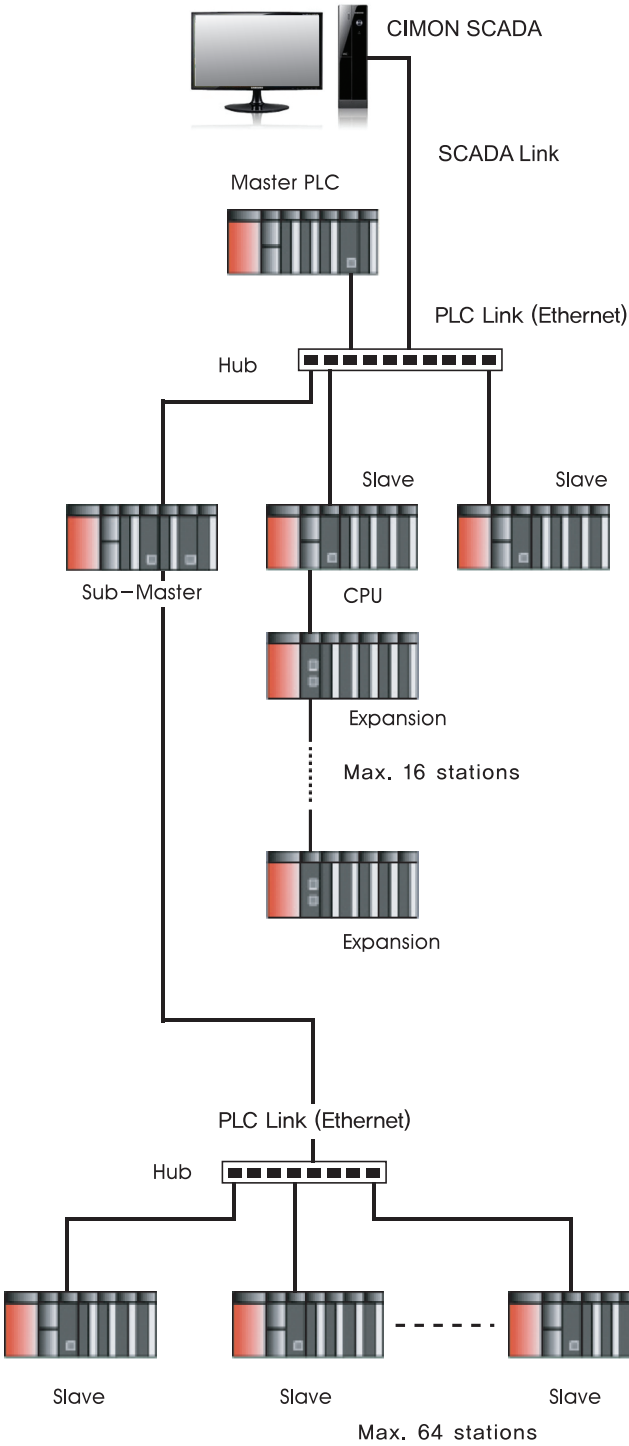 CIMON SCADA
SCADA Link
Master PLC
PLC Link (Ethernet)
Hub
Slave
Slave
Sub-Master
CPU
Expansion
Max. 16 stations
Expansion
PLC Link (Ethernet)
Hub
Slave
Slave
Slave
Max. 64 stations